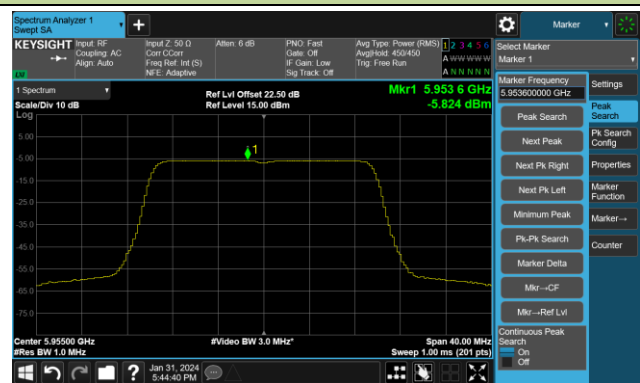 Spectrum Analyzer 1
Swept SA
Marker
KEYSIGHT
Input: RF
Coupling: AC
Align: Auto
Input Z: 50 Ω
Corr CCorr
Freq Ref: Int (S)
NFE: Adaptive
Atten: 6 dB
PNO: Fast
Gate: Off
IF Gain: Low
Sig Track: Off
Avg Type: Power (RMS)
Avg|Hold: 450/450
Trig: Free Run
1 2 3 4 5 6
A W W W W W
A N N N N N
LXI
Select Marker
Marker 1
1 Spectrum
Scale/Div 10 dB
Log
Ref Lvl Offset 22.50 dB
Ref Level 15.00 dBm
Mkr1 5.953 6 GHz
-5.824 dBm
5.00
-5.00
-15.0
-25.0
-35.0
-45.0
-55.0
-65.0
-75.0
1
Center 5.95500 GHz
#Res BW 1.0 MHz
#Video BW 3.0 MHz*
Span 40.00 MHz
Sweep 1.00 ms (201 pts)
Marker Frequency
5.953600000 GHz
Peak Search
Next Peak
Next Pk Right
Next Pk Left
Minimum Peak
Pk-Pk Search
Marker Delta
Mkr→CF
Mkr→Ref Lvl
Continuous Peak
Search
On
Off
Settings
Peak
Search
Pk Search
Config
Properties
Marker
Function
Marker→
Counter
Jan 31, 2024
5:44:40 PM